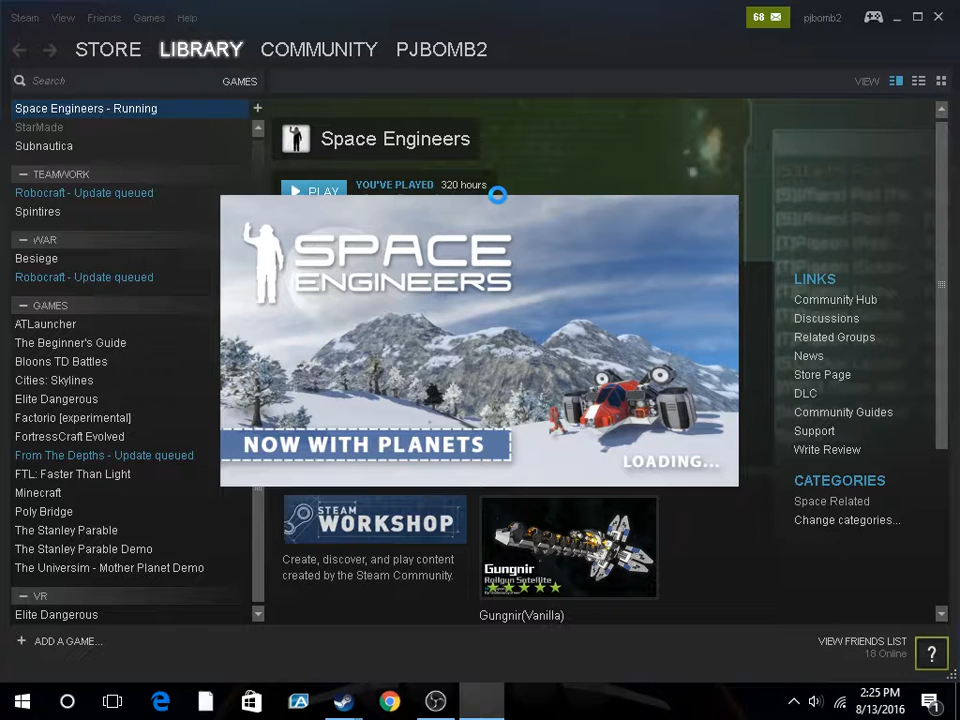 Steam View Friends Games Help
68
pjbomb2
STORE LIBRARY COMMUNITY PJBOMB2
Search
GAMES
VIEW
Space Engineers - Running
StarMade
Subnautica
TEAMWORK
Robocraft - Update queued
Spintires
WAR
Besiege
Robocraft - Update queued
GAMES
ATLauncher
The Beginner's Guide
Bloons TD Battles
Cities: Skylines
Elite Dangerous
Factorio [experimental]
FortressCraft Evolved
From The Depths - Update queued
FTL: Faster Than Light
Minecraft
Poly Bridge
The Stanley Parable
The Stanley Parable Demo
The Universim - Mother Planet Demo
VR
Elite Dangerous
+ ADD A GAME...
Space Engineers
PLAY
YOU'VE PLAYED 320 hours
SPACE
ENGINEERS
NOW WITH PLANETS
LOADING...
STEAM
WORKSHOP
Create, discover, and play content
created by the Steam Community.
Gungnir
Railgun Satellite
Gungnir(Vanilla)
LINKS
Community Hub
Discussions
Related Groups
News
Store Page
DLC
Community Guides
Support
Write Review
CATEGORIES
Space Related
Change categories...
VIEW FRIENDS LIST
18 Online
?
2:25 PM
8/13/2016
1